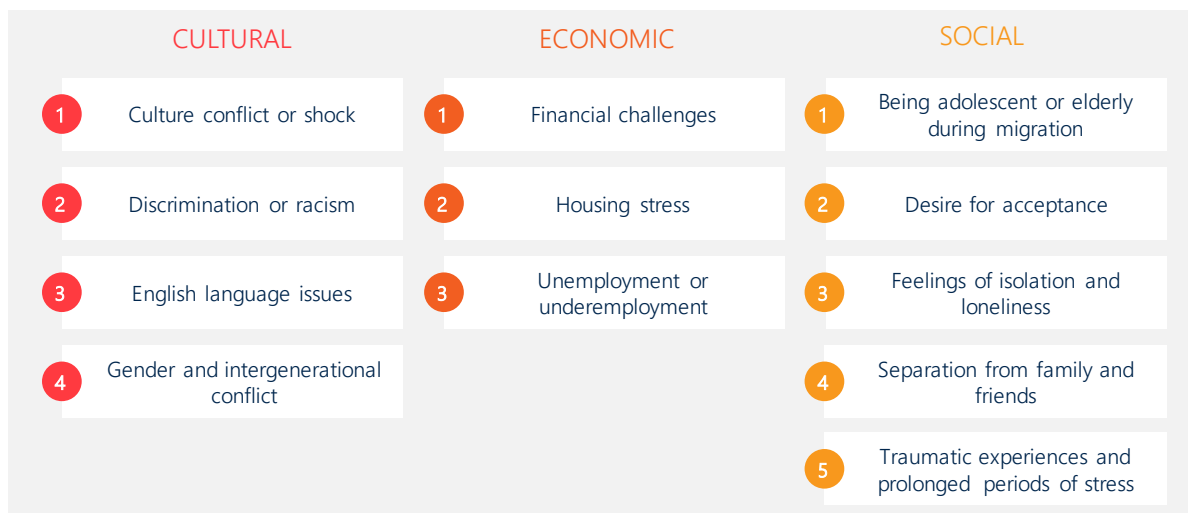 CULTURAL
1
Culture conflict or shock
2
Discrimination or racism
3
English language issues
4
Gender and intergenerational
conflict
ECONOMIC
1
Financial challenges
2
Housing stress
3
Unemployment or
underemployment
SOCIAL
1
Being adolescent or elderly
during migration
2
Desire for acceptance
3
Feelings of isolation and
loneliness
4
Separation from family and
friends
5
Traumatic experiences and
prolonged periods of stress